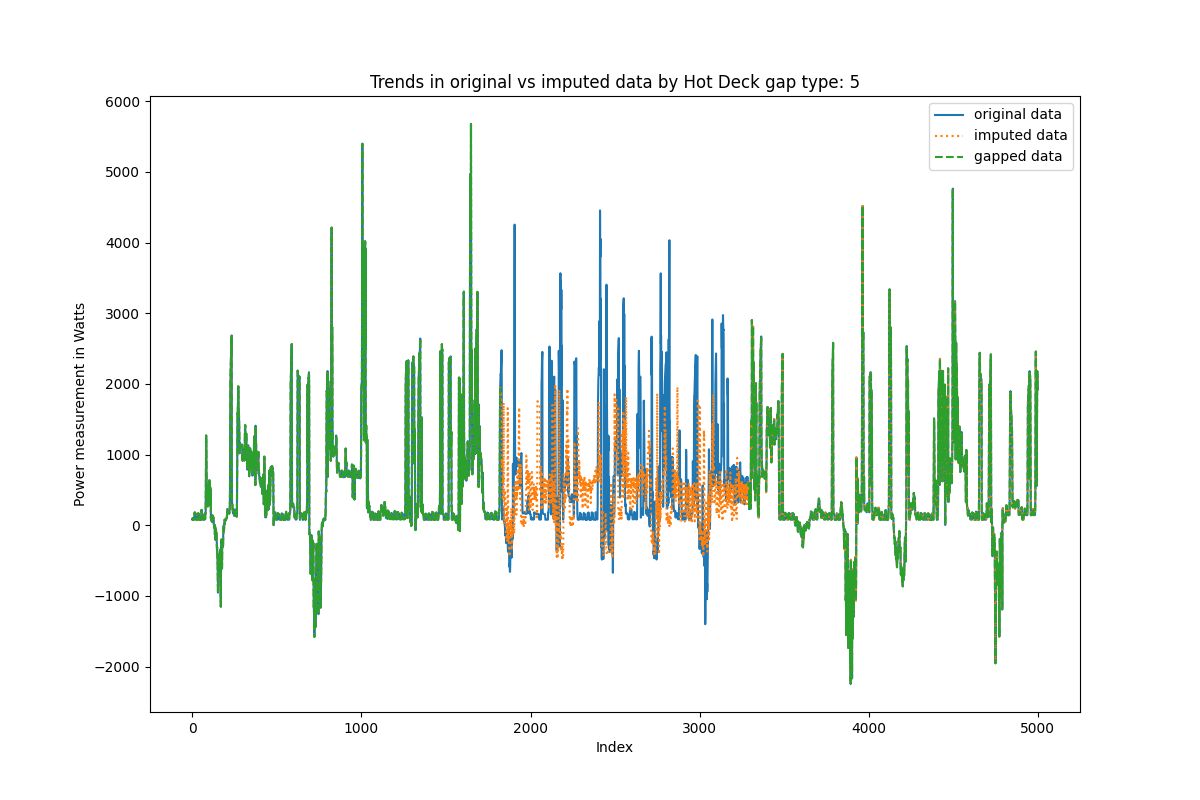 Trends in original vs imputed data by Hot Deck gap type: 5
original data
imputed data
gapped data
6000
5000
4000
3000
2000
1000
0
−1000
−2000
Power measurement in Watts
0
1000
2000
3000
4000
5000
Index